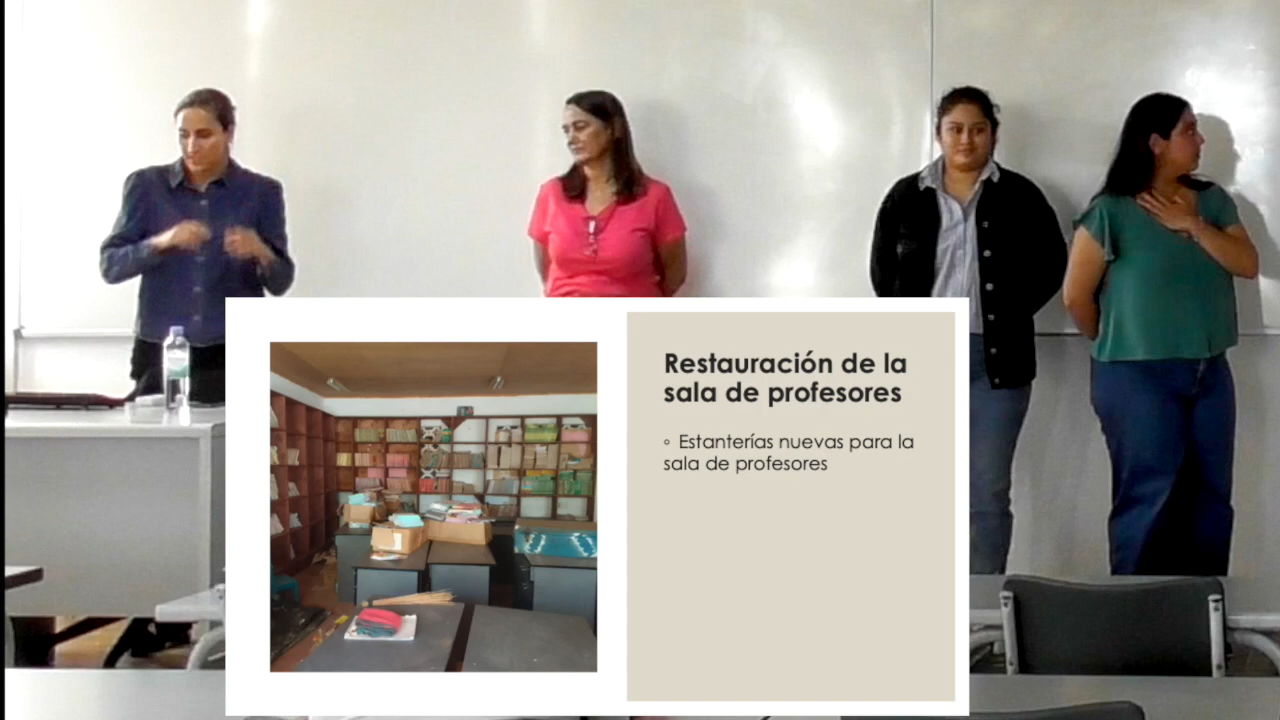 Restauración de la
sala de profesores
◦ Estanterías nuevas para la
sala de profesores